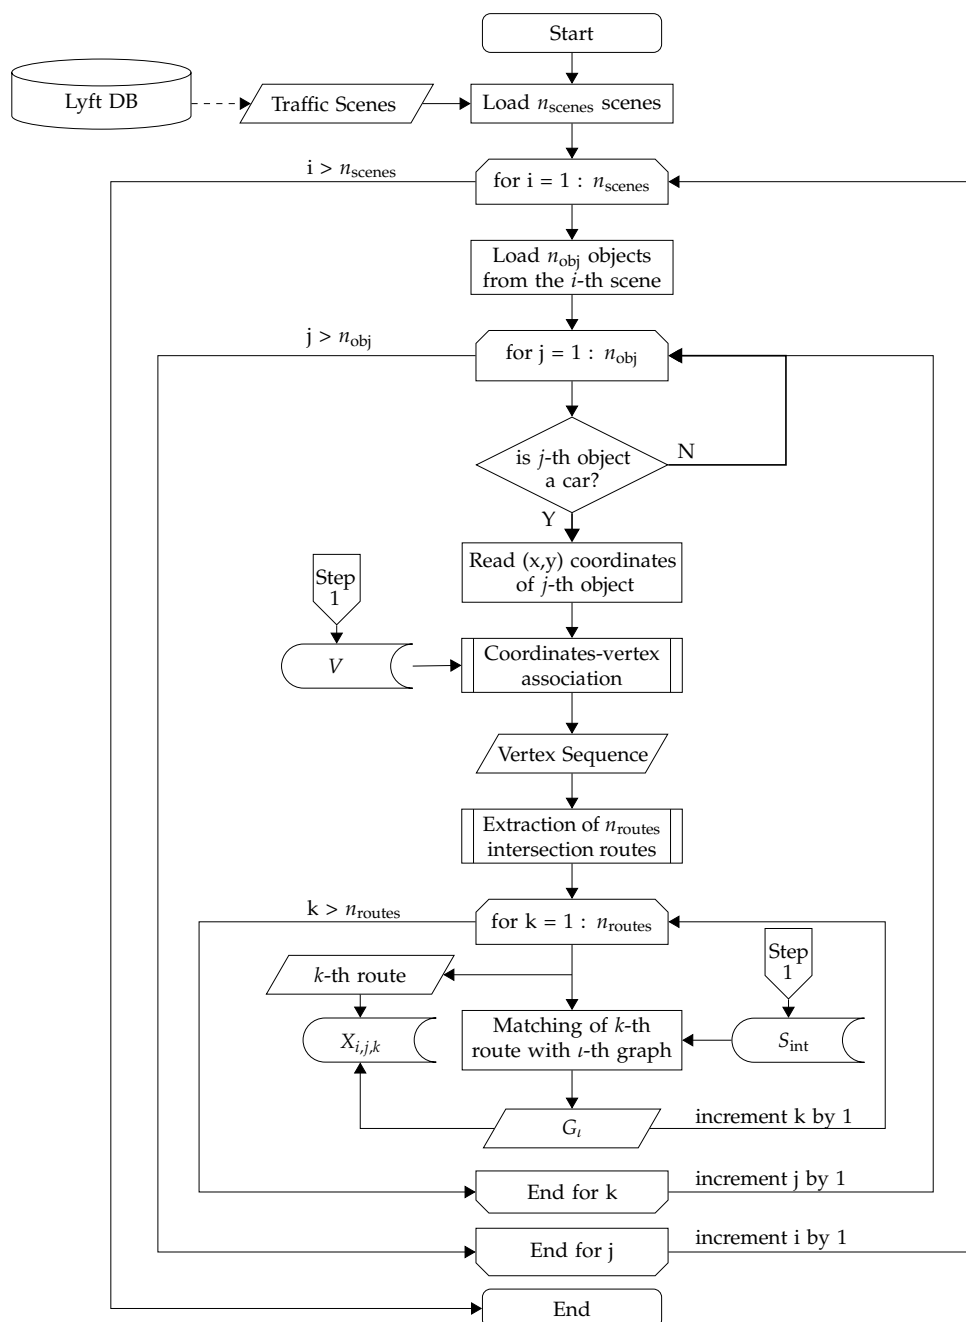 Start
Lyft DB
Traffic Scenes
Load n_scenes scenes
i > n_scenes
for i = 1 : n_scenes
Load n_obj objects
from the i-th scene
j > n_obj
for j = 1 : n_obj
is j-th object
a car?
N
Y
Read (x,y) coordinates
of j-th object
Step
1
V
Coordinates-vertex
association
Vertex Sequence
Extraction of n_routes
intersection routes
k > n_routes
for k = 1 : n_routes
k-th route
Step
1
X_i,j,k
Matching of k-th
route with ι-th graph
S_int
G_ι
increment k by 1
End for k
increment j by 1
End for j
increment i by 1
End